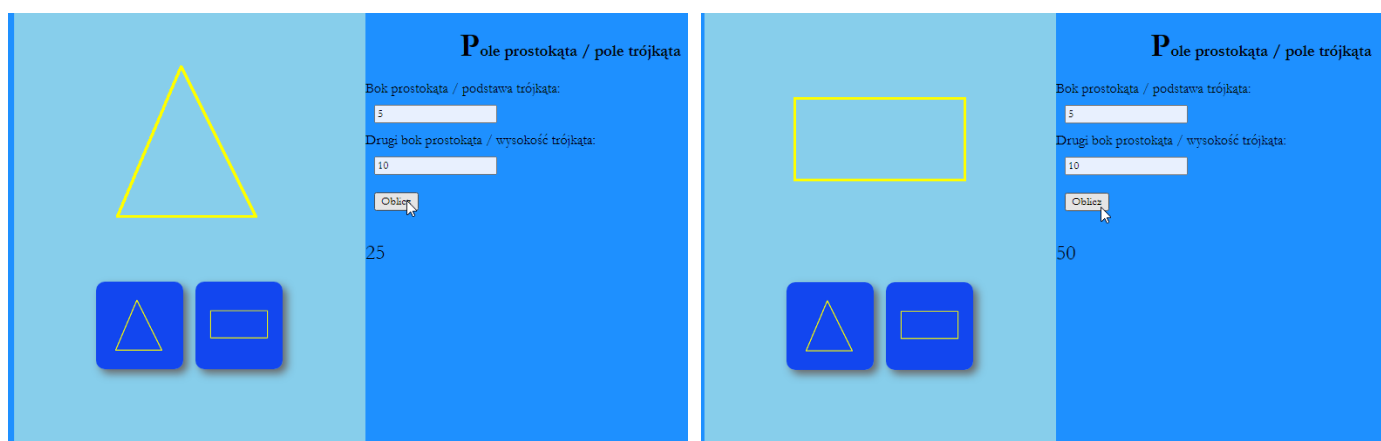 Pole prostokąta / pole trójkąta
Bok prostokąta / podstawa trójkąta:
5
Drugi bok prostokąta / wysokość trójkąta:
10
Oblicz
25
Pole prostokąta / pole trójkąta
Bok prostokąta / podstawa trójkąta:
5
Drugi bok prostokąta / wysokość trójkąta:
10
Oblicz
50